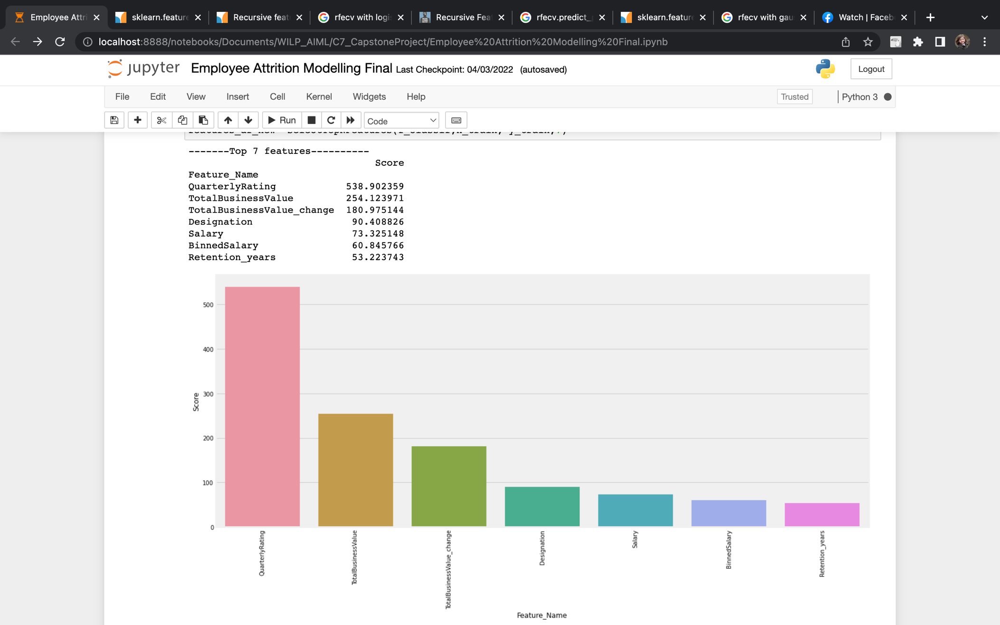 Employee Attri
sklearn.feature
Recursive feat
rfecv with logi
Recursive Fea
rfecv.predict_p
sklearn.feature
rfecv with gau
Watch | Faceb
localhost:8888/notebooks/Documents/WILP_AIML/C7_CapstoneProject/Employee%20Attrition%20Modelling%20Final.ipynb
jupyter Employee Attrition Modelling Final Last Checkpoint: 04/03/2022 (autosaved)
Logout
File Edit View Insert Cell Kernel Widgets Help
Trusted
Python 3
Run
Code
-------Top 7 features----------
Score
Feature_Name
QuarterlyRating 538.902359
TotalBusinessValue 254.123971
TotalBusinessValue_change 180.975144
Designation 90.408826
Salary 73.325148
BinnedSalary 60.845766
Retention_years 53.223743
500
400
300
200
100
0
Score
QuarterlyRating
TotalBusinessValue
TotalBusinessValue_change
Designation
Salary
BinnedSalary
Retention_years
Feature_Name